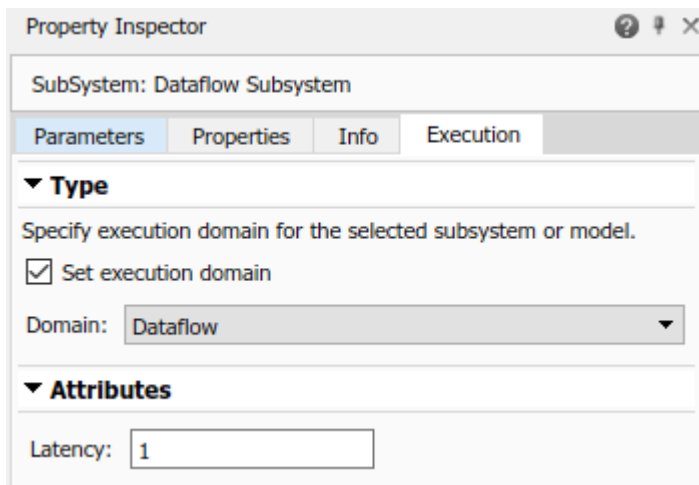 Property Inspector
SubSystem: Dataflow Subsystem
Parameters Properties Info Execution
Type
Specify execution domain for the selected subsystem or model.
Set execution domain
Domain: Dataflow
Attributes
Latency: 1